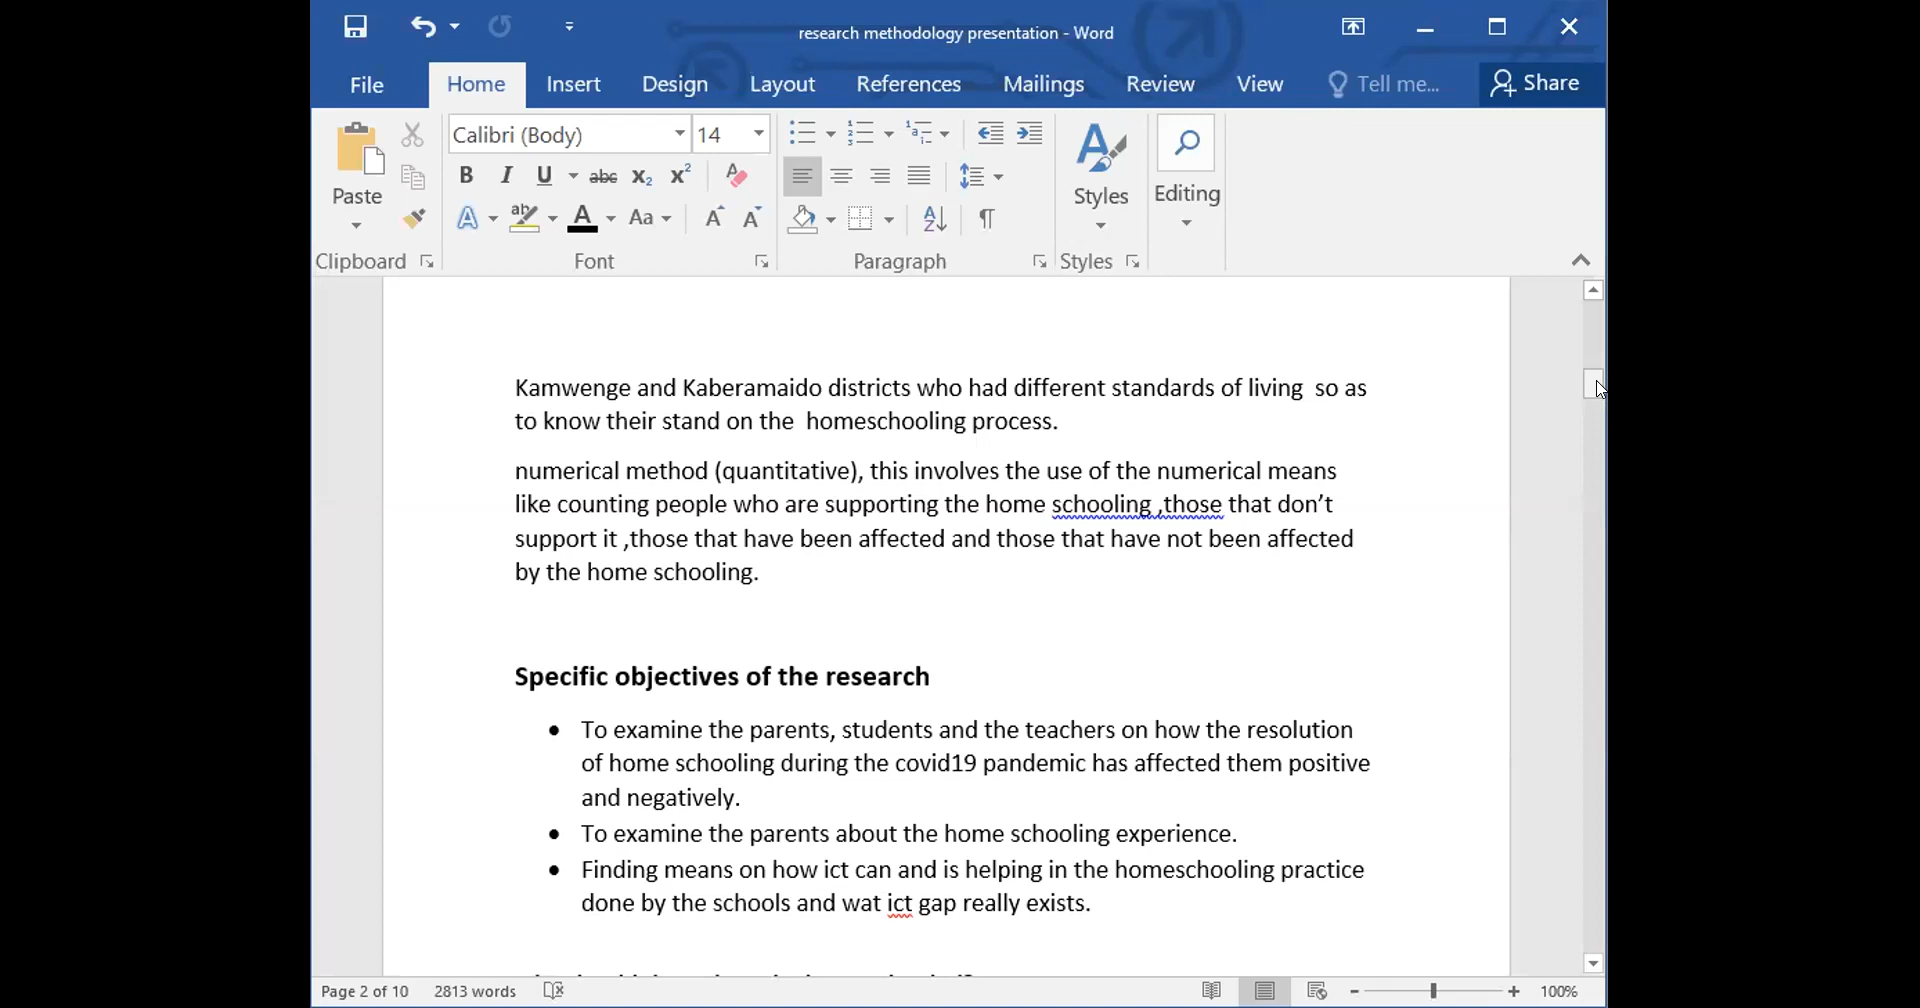 research methodology presentation - Word
File Home Insert Design Layout References Mailings Review View Tell me... Share
Calibri (Body) 14
Paste
B I U abc X₂ X² 
A ab A Aa A A
A Z
Styles
Editing
Clipboard Font Paragraph Styles
Kamwenge and Kaberamaido districts who had different standards of living  so as
to know their stand on the  homeschooling process.
numerical method (quantitative), this involves the use of the numerical means
like counting people who are supporting the home schooling ,those that don’t
support it ,those that have been affected and those that have not been affected
by the home schooling.
Specific objectives of the research
• To examine the parents, students and the teachers on how the resolution
of home schooling during the covid19 pandemic has affected them positive
and negatively.
• To examine the parents about the home schooling experience.
• Finding means on how ict can and is helping in the homeschooling practice
done by the schools and wat ict gap really exists.
Page 2 of 10 2813 words 100%